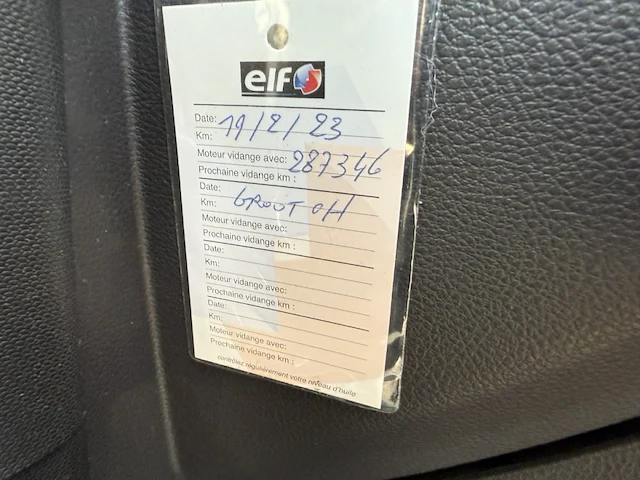 elf
Date: 19/2/23
Km:
Moteur vidange avec: 287346
Prochaine vidange km :
Date:
Km: GROOT OH
Moteur vidange avec:
Prochaine vidange km :
Date:
Km:
Moteur vidange avec:
Prochaine vidange km :
Date:
Km:
Moteur vidange avec:
Prochaine vidange km :
contrôlez régulièrement votre niveau d'huile